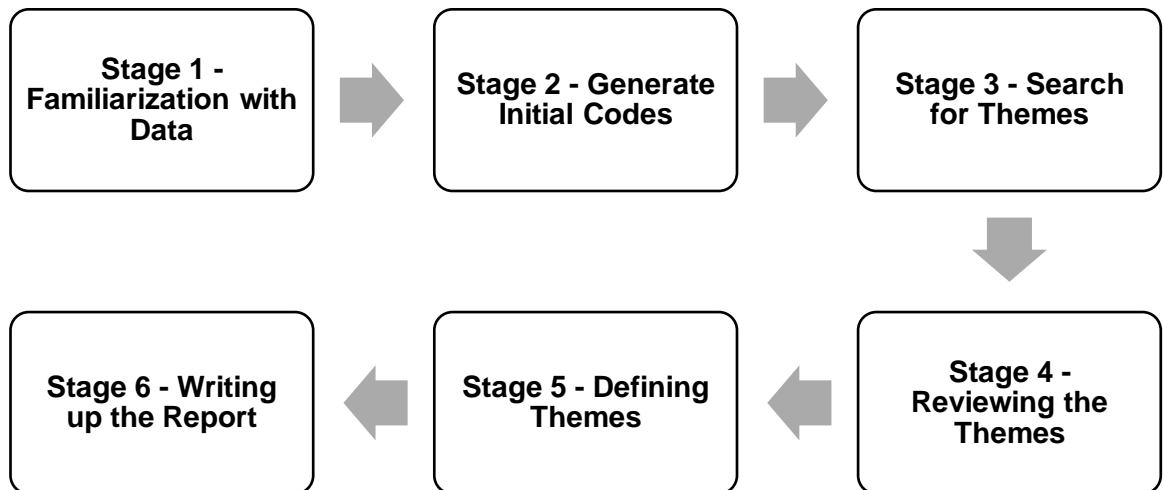 Stage 1 -
Familiarization with
Data
Stage 2 - Generate
Initial Codes
Stage 3 - Search
for Themes
Stage 4 -
Reviewing the
Themes
Stage 5 - Defining
Themes
Stage 6 - Writing
up the Report